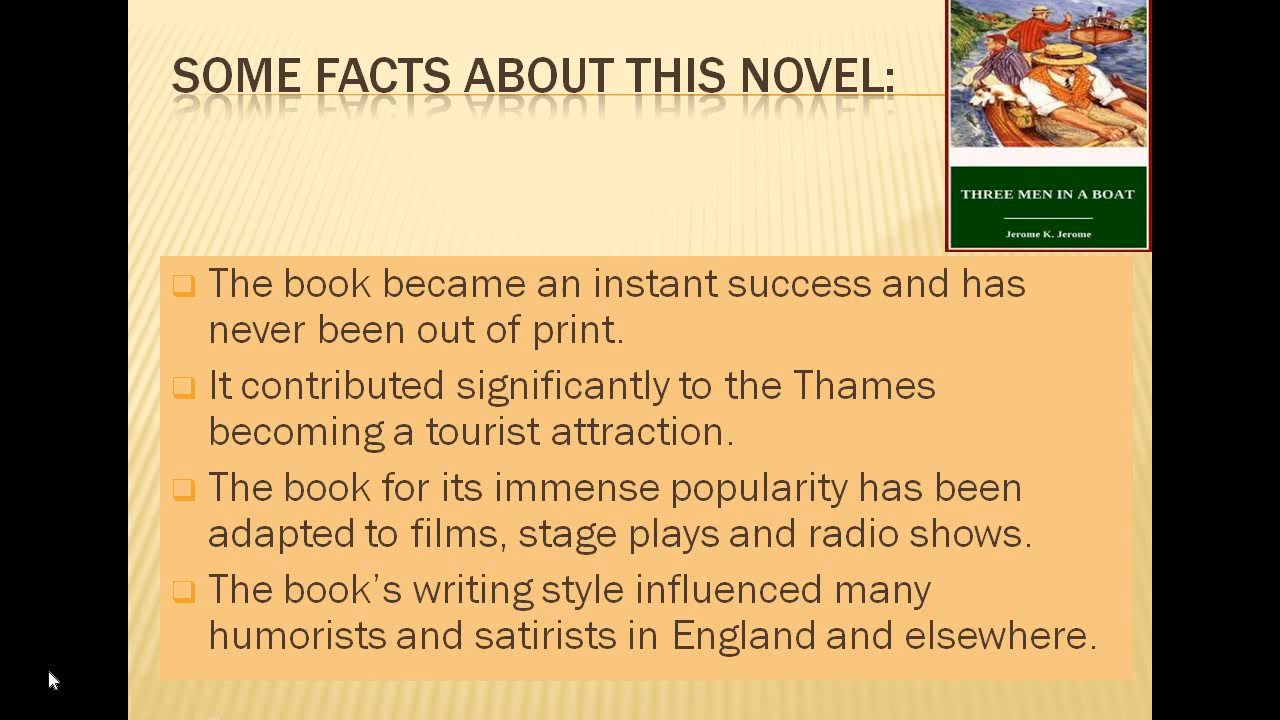 SOME FACTS ABOUT THIS NOVEL:
THREE MEN IN A BOAT
Jerome K. Jerome
The book became an instant success and has
never been out of print.
It contributed significantly to the Thames
becoming a tourist attraction.
The book for its immense popularity has been
adapted to films, stage plays and radio shows.
The book’s writing style influenced many
humorists and satirists in England and elsewhere.